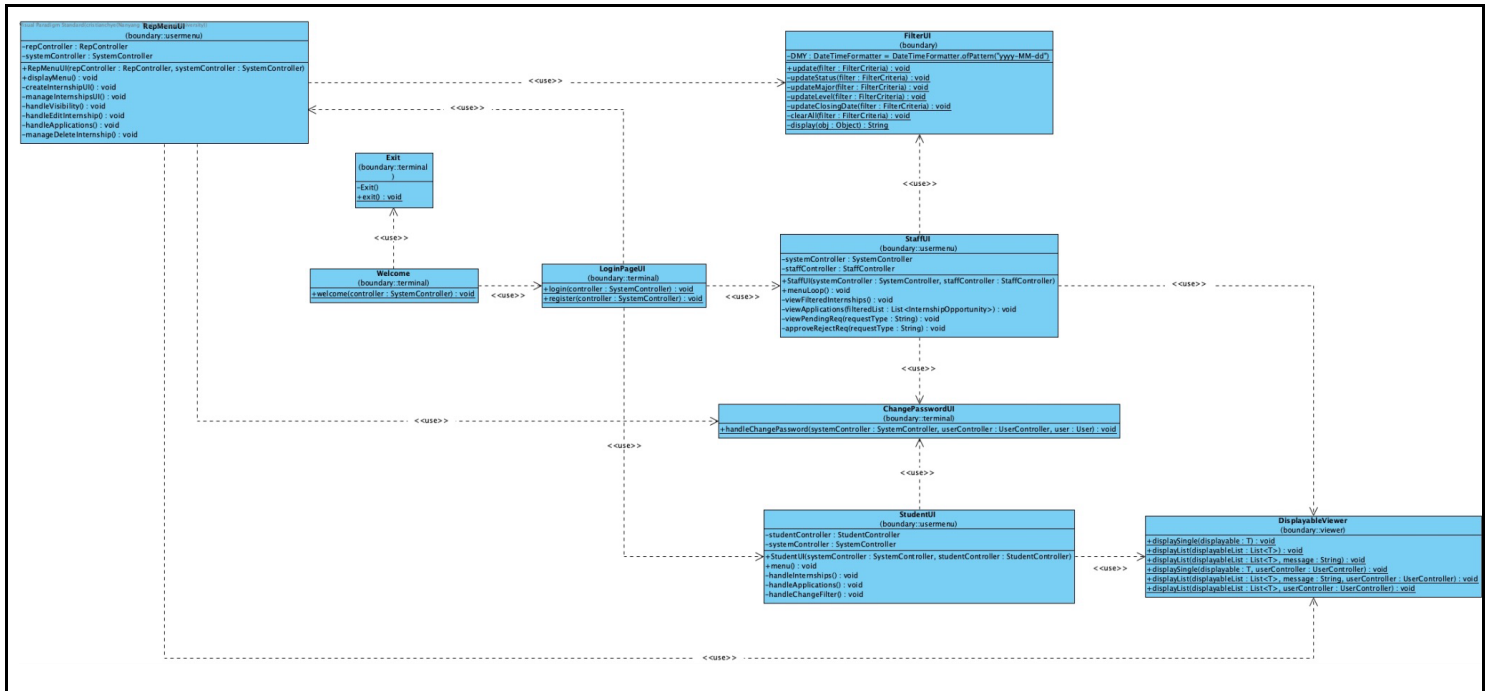 RepMenuUI
(boundary::usermenu)
-repController : RepController
-systemController : SystemController
+RepMenuUI(repController : RepController, systemController : SystemController)
+displayMenu() : void
-createInternshipUI() : void
-manageInternshipsUI() : void
-handleVisibility() : void
-handleEditInternship() : void
-handleApplications() : void
-manageDeleteInternship() : void
FilterUI
(boundary)
-DMY : DateTimeFormatter = DateTimeFormatter.ofPattern("yyyy-MM-dd")
+update(filter : FilterCriteria) : void
-updateStatus(filter : FilterCriteria) : void
-updateMajor(filter : FilterCriteria) : void
-updateLevel(filter : FilterCriteria) : void
-updateClosingDate(filter : FilterCriteria) : void
-clearAll(filter : FilterCriteria) : void
-display(obj : Object) : String
<<use>>
<<use>>
Exit
(boundary::terminal
)
-Exit()
+exit() : void
<<use>>
<<use>>
Welcome
(boundary::terminal)
+welcome(controller : SystemController) : void
<<use>>
LoginPageUI
(boundary::terminal)
+login(controller : SystemController) : void
+register(controller : SystemController) : void
<<use>>
StaffUI
(boundary::usermenu)
-systemController : SystemController
-staffController : StaffController
+StaffUI(systemController : SystemController, staffController : StaffController)
+menuLoop() : void
-viewFilteredInternships() : void
-viewApplications(filteredList : List<InternshipOpportunity>) : void
-viewPendingReq(requestType : String) : void
-approveRejectReq(requestType : String) : void
<<use>>
<<use>>
ChangePasswordUI
(boundary::terminal)
+handleChangePassword(systemController : SystemController, userController : UserController, user : User) : void
<<use>>
<<use>>
<<use>>
StudentUI
(boundary::usermenu)
-studentController : StudentController
-systemController : SystemController
+StudentUI(systemController : SystemController, studentController : StudentController)
+menu() : void
-handleInternships() : void
-handleApplications() : void
-handleChangeFilter() : void
<<use>>
DisplayableViewer
(boundary::viewer)
+displaySingle(displayable : T) : void
+displayList(displayableList : List<T>) : void
+displayList(displayableList : List<T>, message : String) : void
+displaySingle(displayable : T, userController : UserController) : void
+displayList(displayableList : List<T>, message : String, userController : UserController) : void
+displayList(displayableList : List<T>, userController : UserController) : void
<<use>>